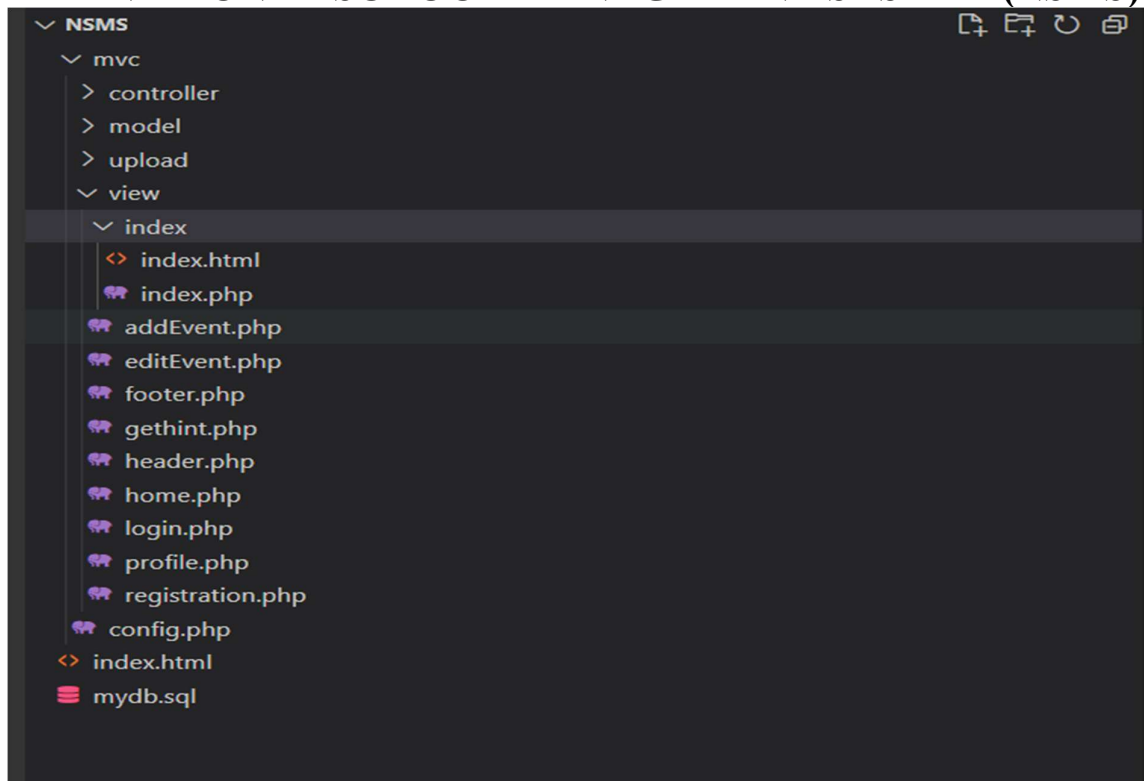 NSMS
mvc
controller
model
upload
view
index
index.html
index.php
addEvent.php
editEvent.php
footer.php
gethint.php
header.php
home.php
login.php
profile.php
registration.php
config.php
index.html
mydb.sql